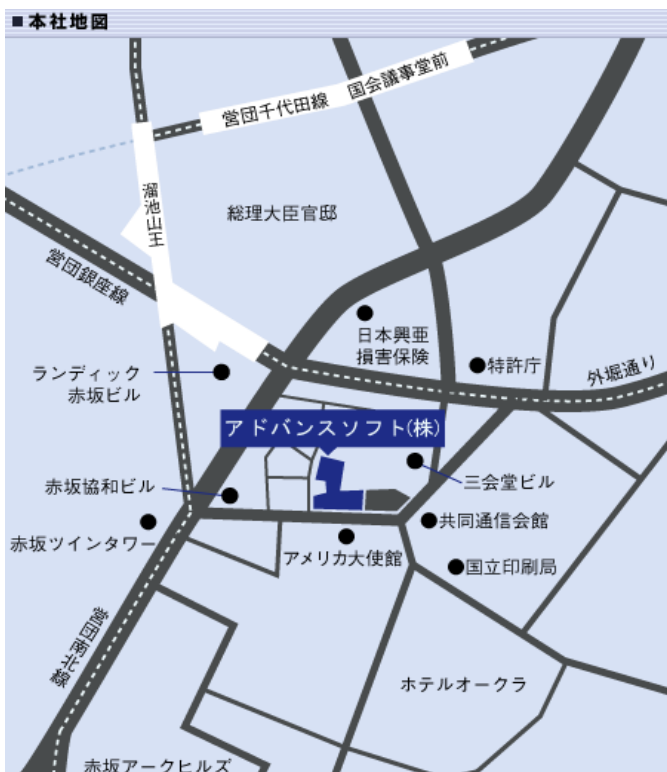 ■本社地図
営団千代田線 国会議事堂前
溜池山王
総理大臣官邸
営団銀座線
日本興亜
損害保険
特許庁
外堀通り
ランディック
赤坂ビル
アドバンスソフト(株)
赤坂協和ビル
三会堂ビル
赤坂ツインタワー
共同通信会館
アメリカ大使館
国立印刷局
営団南北線
ホテルオークラ
赤坂アークヒルズ